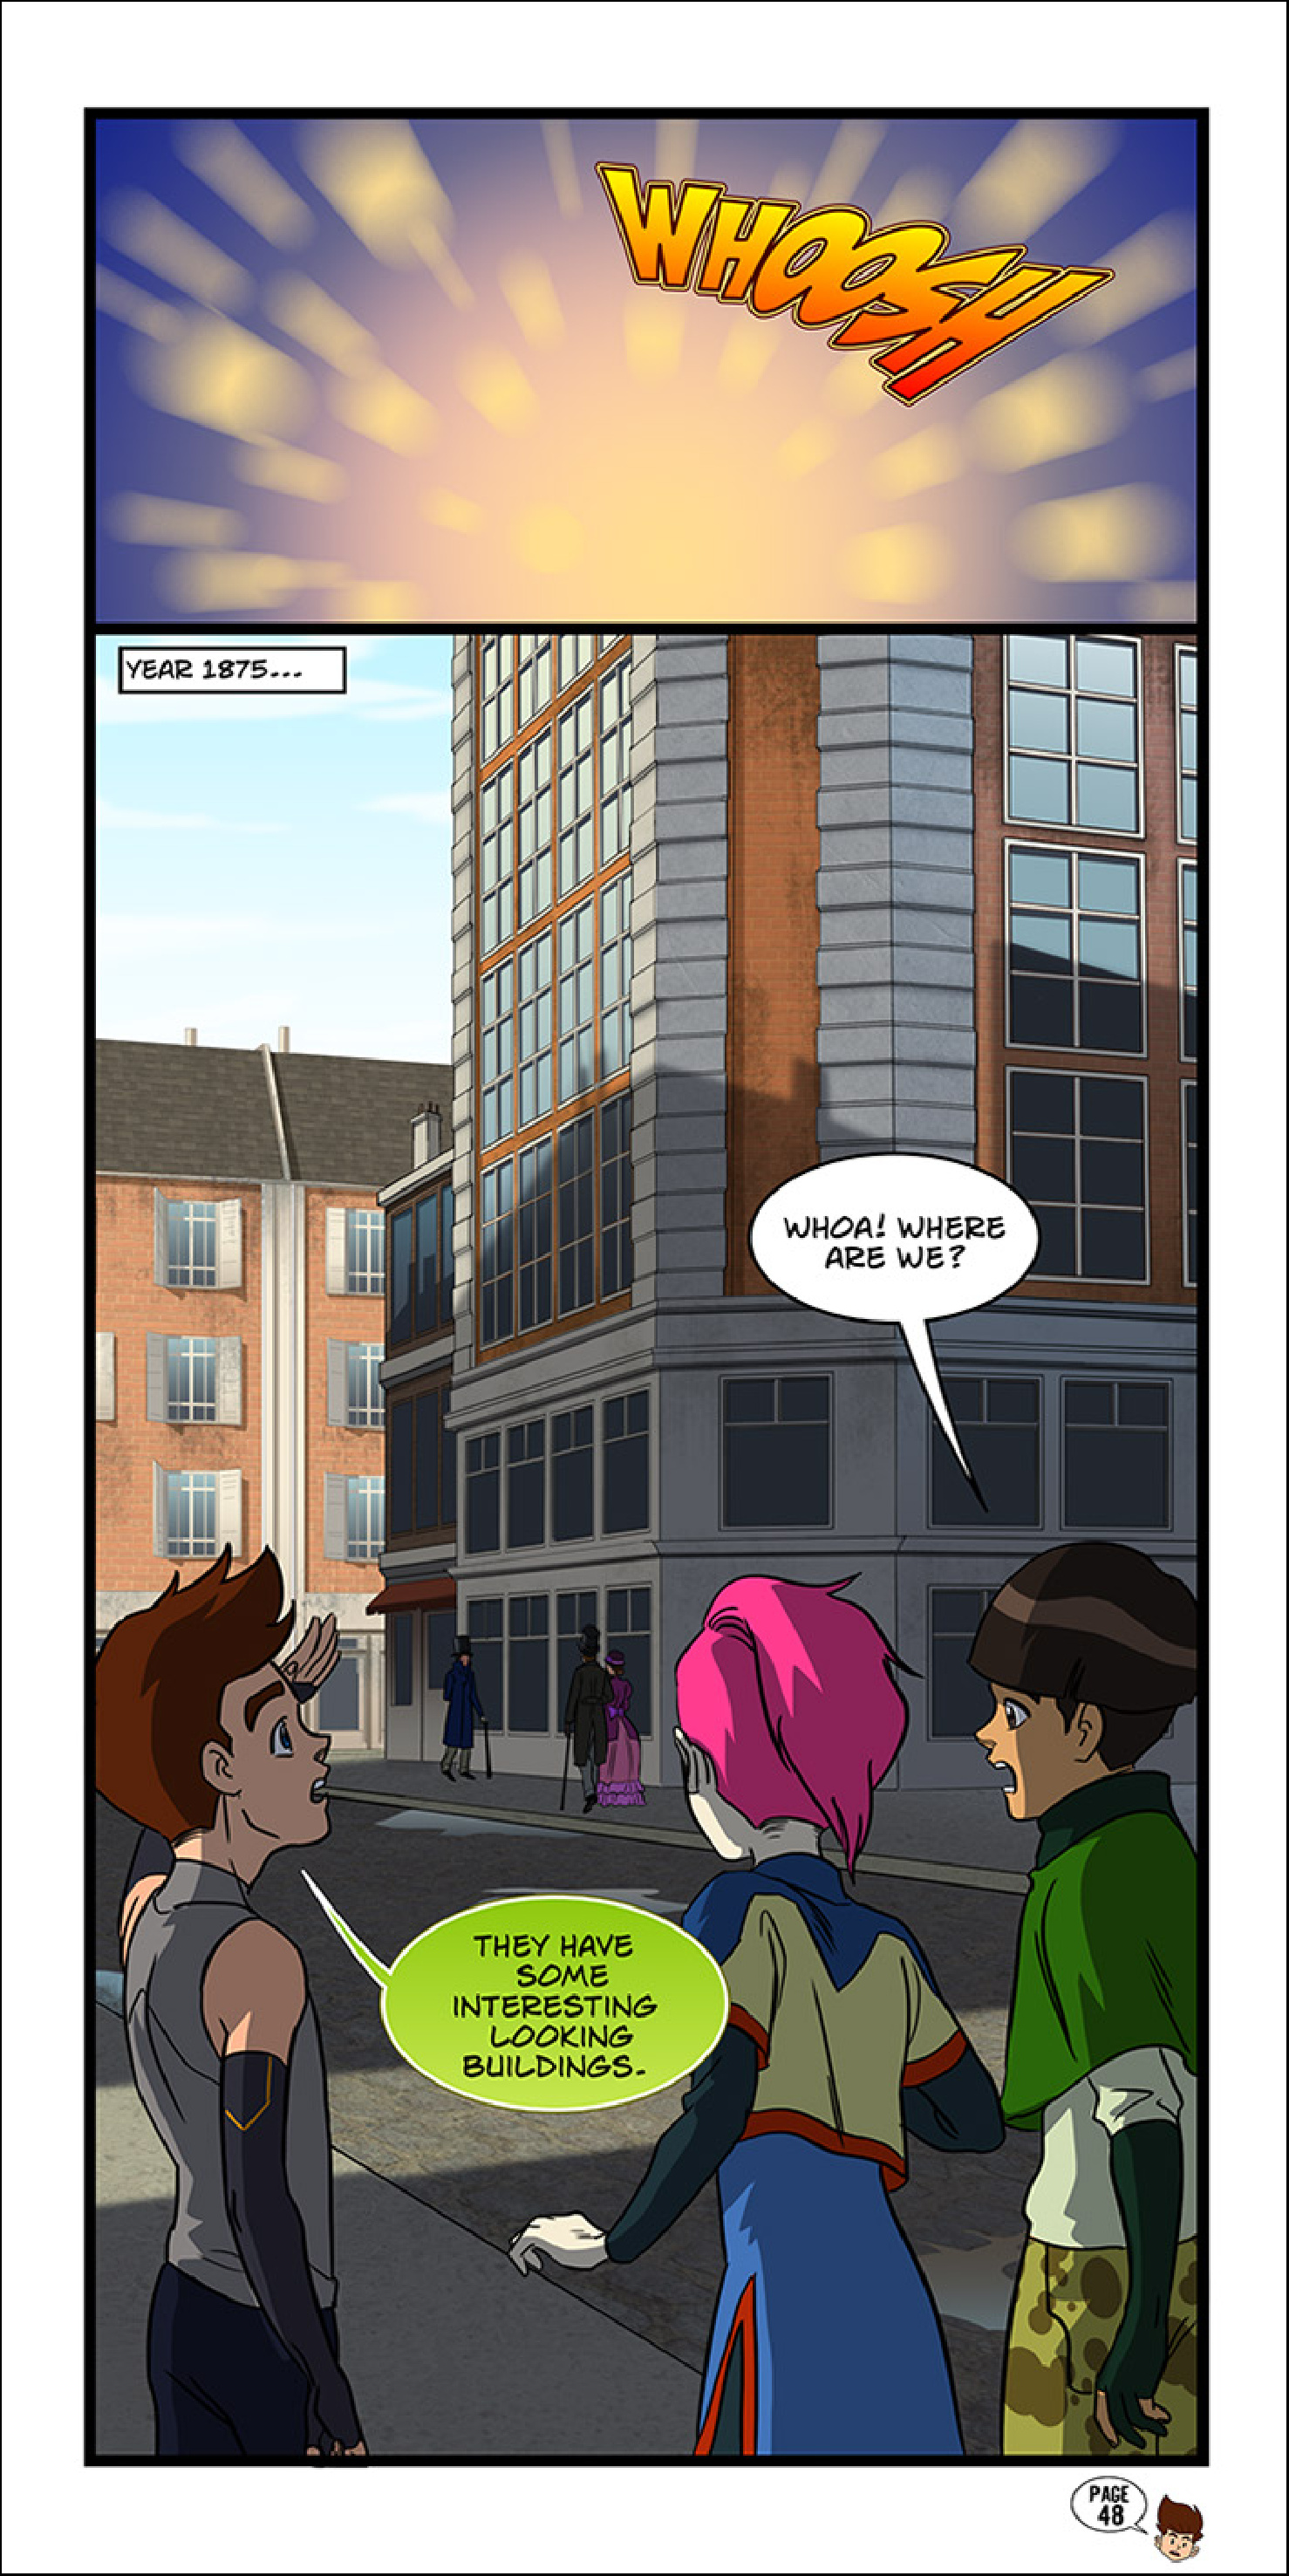 WHOOSH
YEAR 1875...
WHOA! WHERE
ARE WE?
THEY HAVE
SOME
INTERESTING
LOOKING
BUILDINGS.
PAGE
48